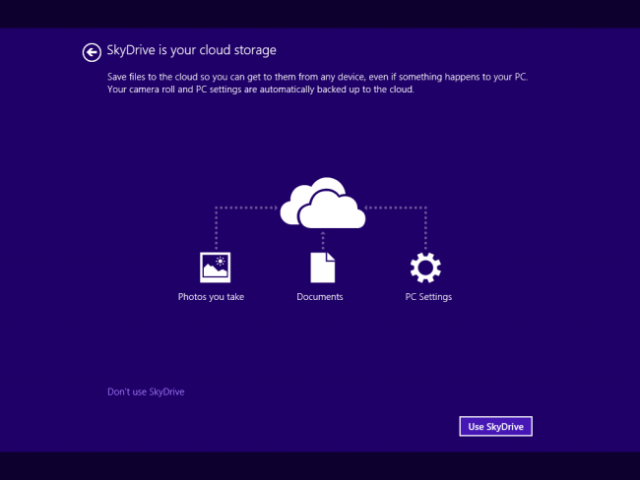 SkyDrive is your cloud storage
Save files to the cloud so you can get to them from any device, even if something happens to your PC.
Your camera roll and PC settings are automatically backed up to the cloud.
Photos you take
Documents
PC Settings
Don't use SkyDrive
Use SkyDrive